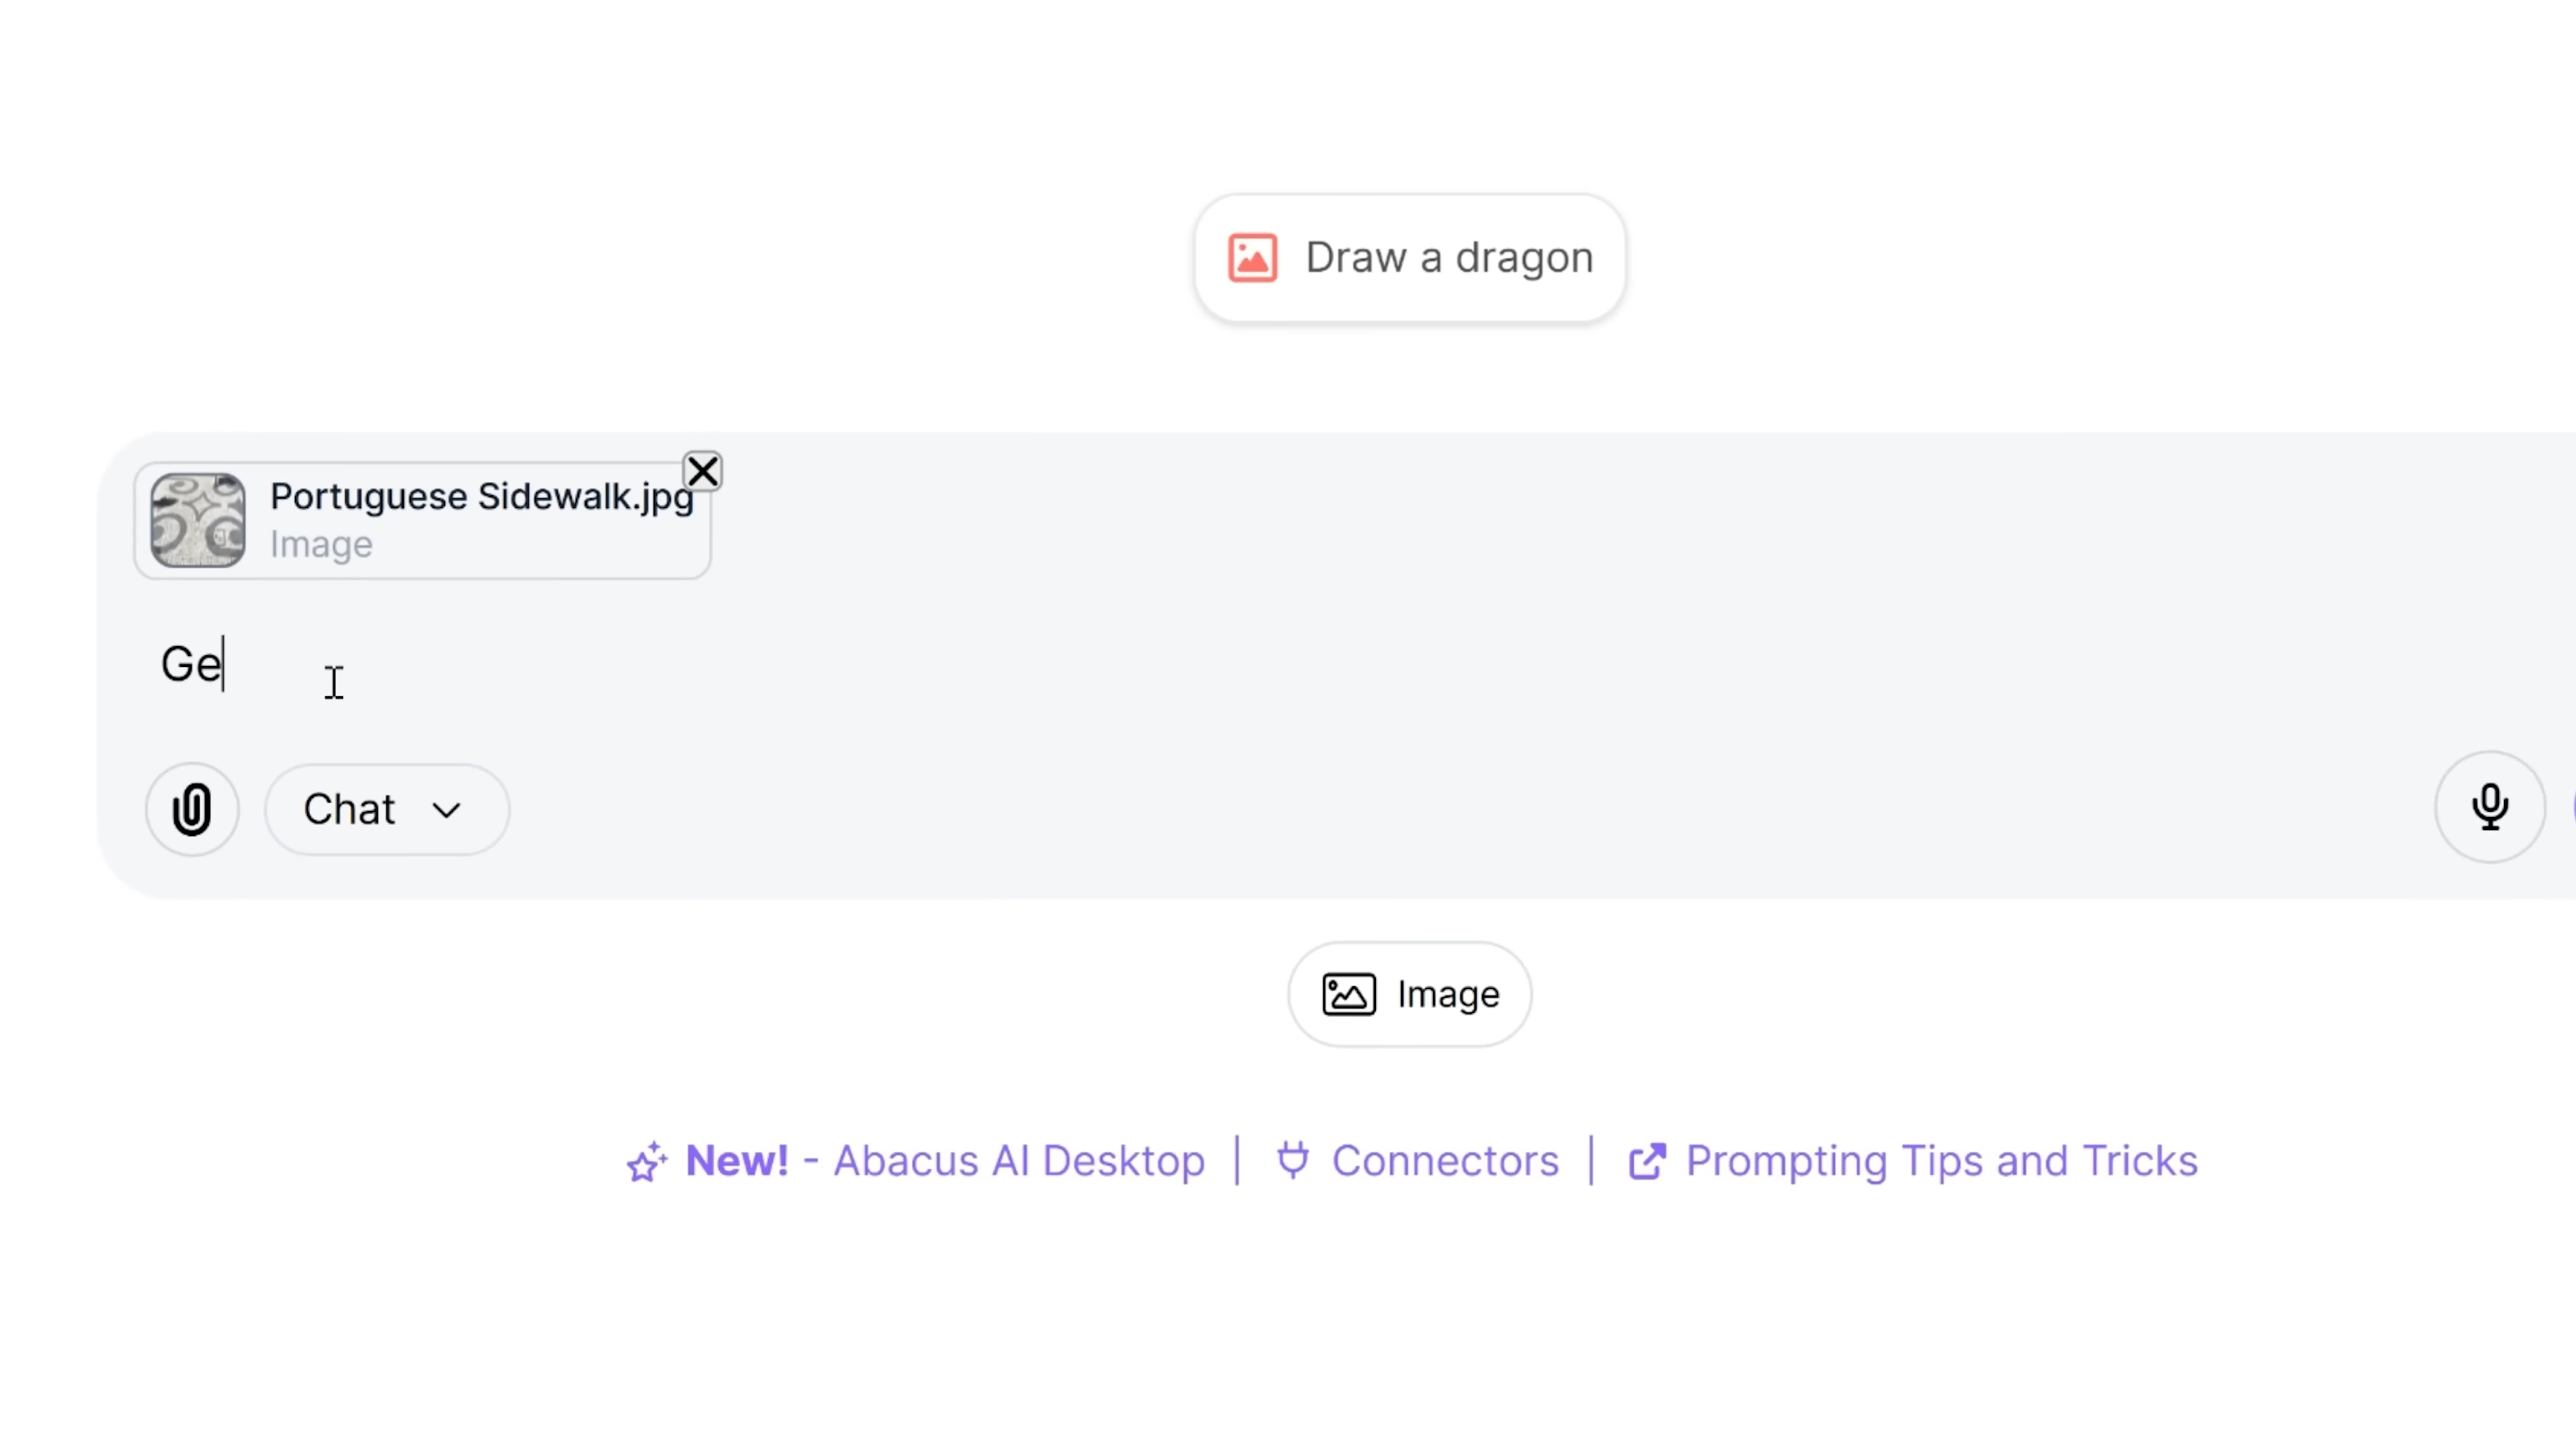 Draw a dragon
Portuguese Sidewalk.jpg
Image
Ge
Chat
Image
New! - Abacus AI Desktop | Connectors | Prompting Tips and Tricks